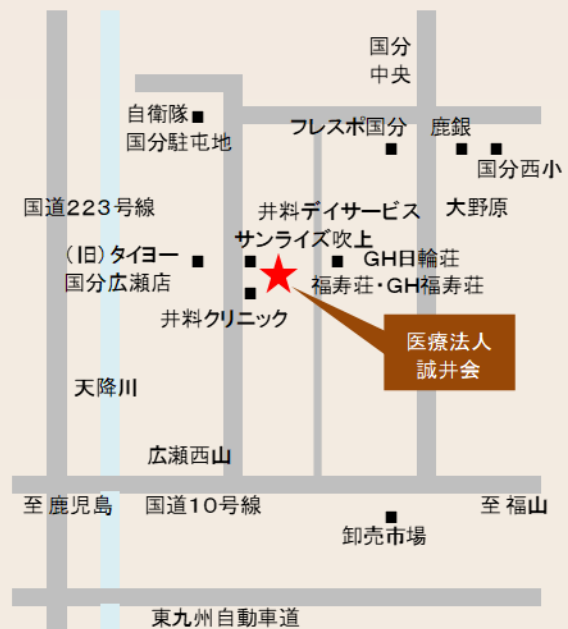 国分
中央
自衛隊
国分駐屯地
フレスポ国分
鹿銀
国分西小
国道223号線
井料デイサービス
大野原
サンライズ吹上
(旧)タイヨー
国分広瀬店
GH日輪荘
福寿荘・GH福寿荘
井料クリニック
医療法人
誠井会
天降川
広瀬西山
至 鹿児島
国道10号線
至 福山
卸売市場
東九州自動車道